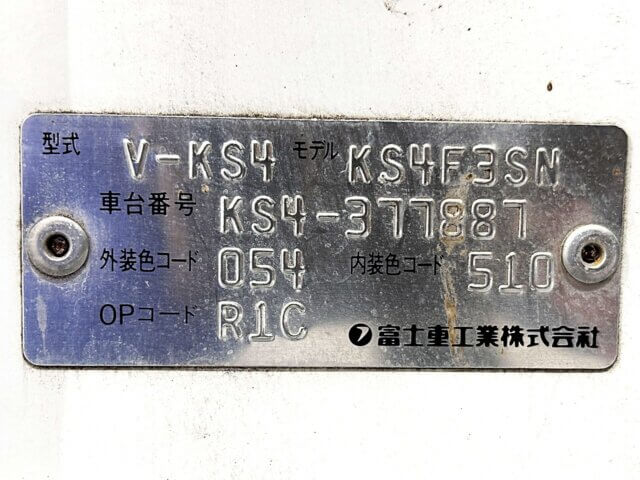 型式 V-KS4 モデル KS4F3SN
車台番号 KS4-377887
外装色コード 054 内装色コード 510
OPコード R1C 富士重工業株式会社